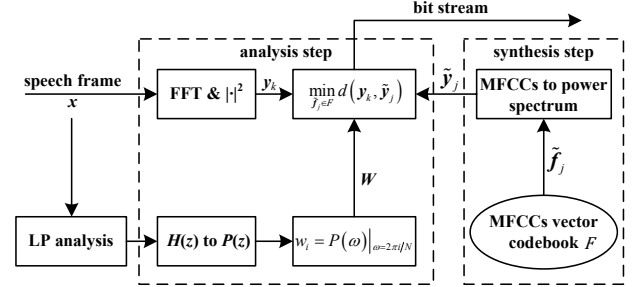 bit stream
analysis step
synthesis step
speech frame
x
FFT & |·|²
y_k
min d(y_k, ỹ_j)
f̃_j∈F
ỹ_j
MFCCs to power
spectrum
W
f̃_j
LP analysis
H(z) to P(z)
w_i = P(ω)|_{ω=2πi/N}
MFCCs vector
codebook F